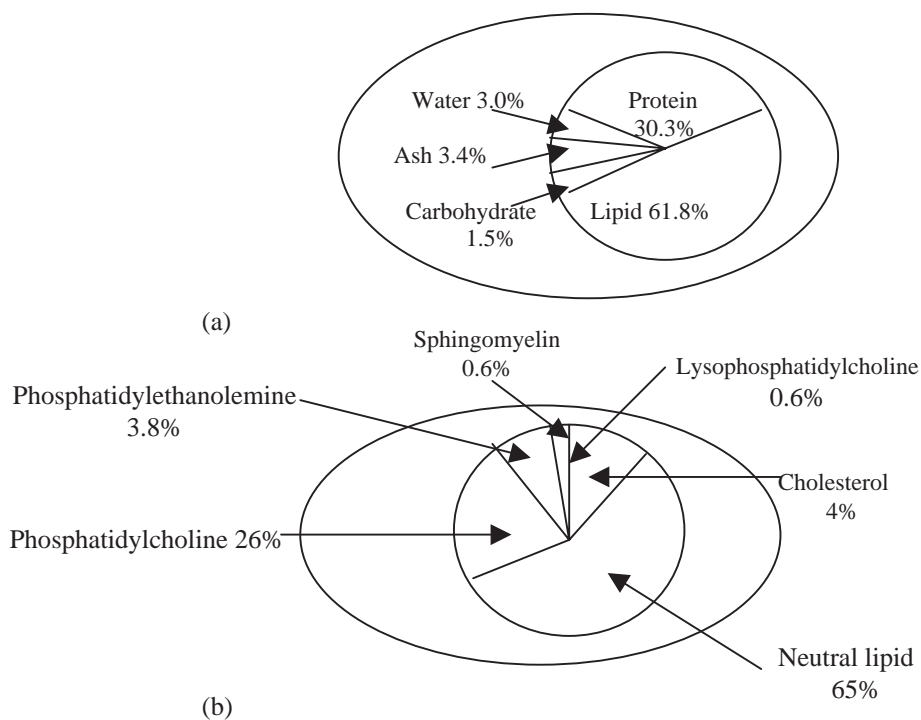 Water 3.0%
Protein
30.3%
Ash 3.4%
Carbohydrate
1.5%
Lipid 61.8%
(a)
Sphingomyelin
0.6%
Lysophosphatidylcholine
0.6%
Phosphatidylethanolemine
3.8%
Cholesterol
4%
Phosphatidylcholine 26%
Neutral lipid
65%
(b)